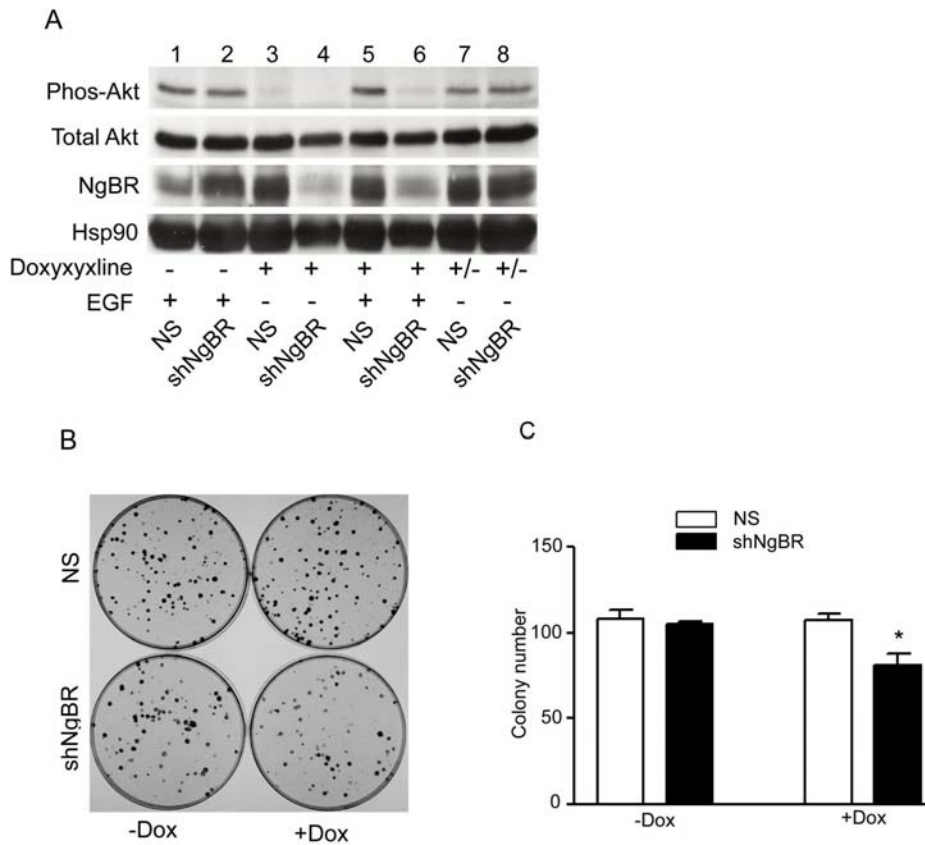 A
1 2 3 4 5 6 7 8
Phos-Akt
Total Akt
NgBR
Hsp90
Doxyxyxline - - + + + + +/- +/-
EGF + + - - + + - -
NS shNgBR NS shNgBR NS shNgBR NS shNgBR
B
NS
shNgBR
-Dox +Dox
C
NS
shNgBR
Colony number
150
100
50
0
*
-Dox +Dox